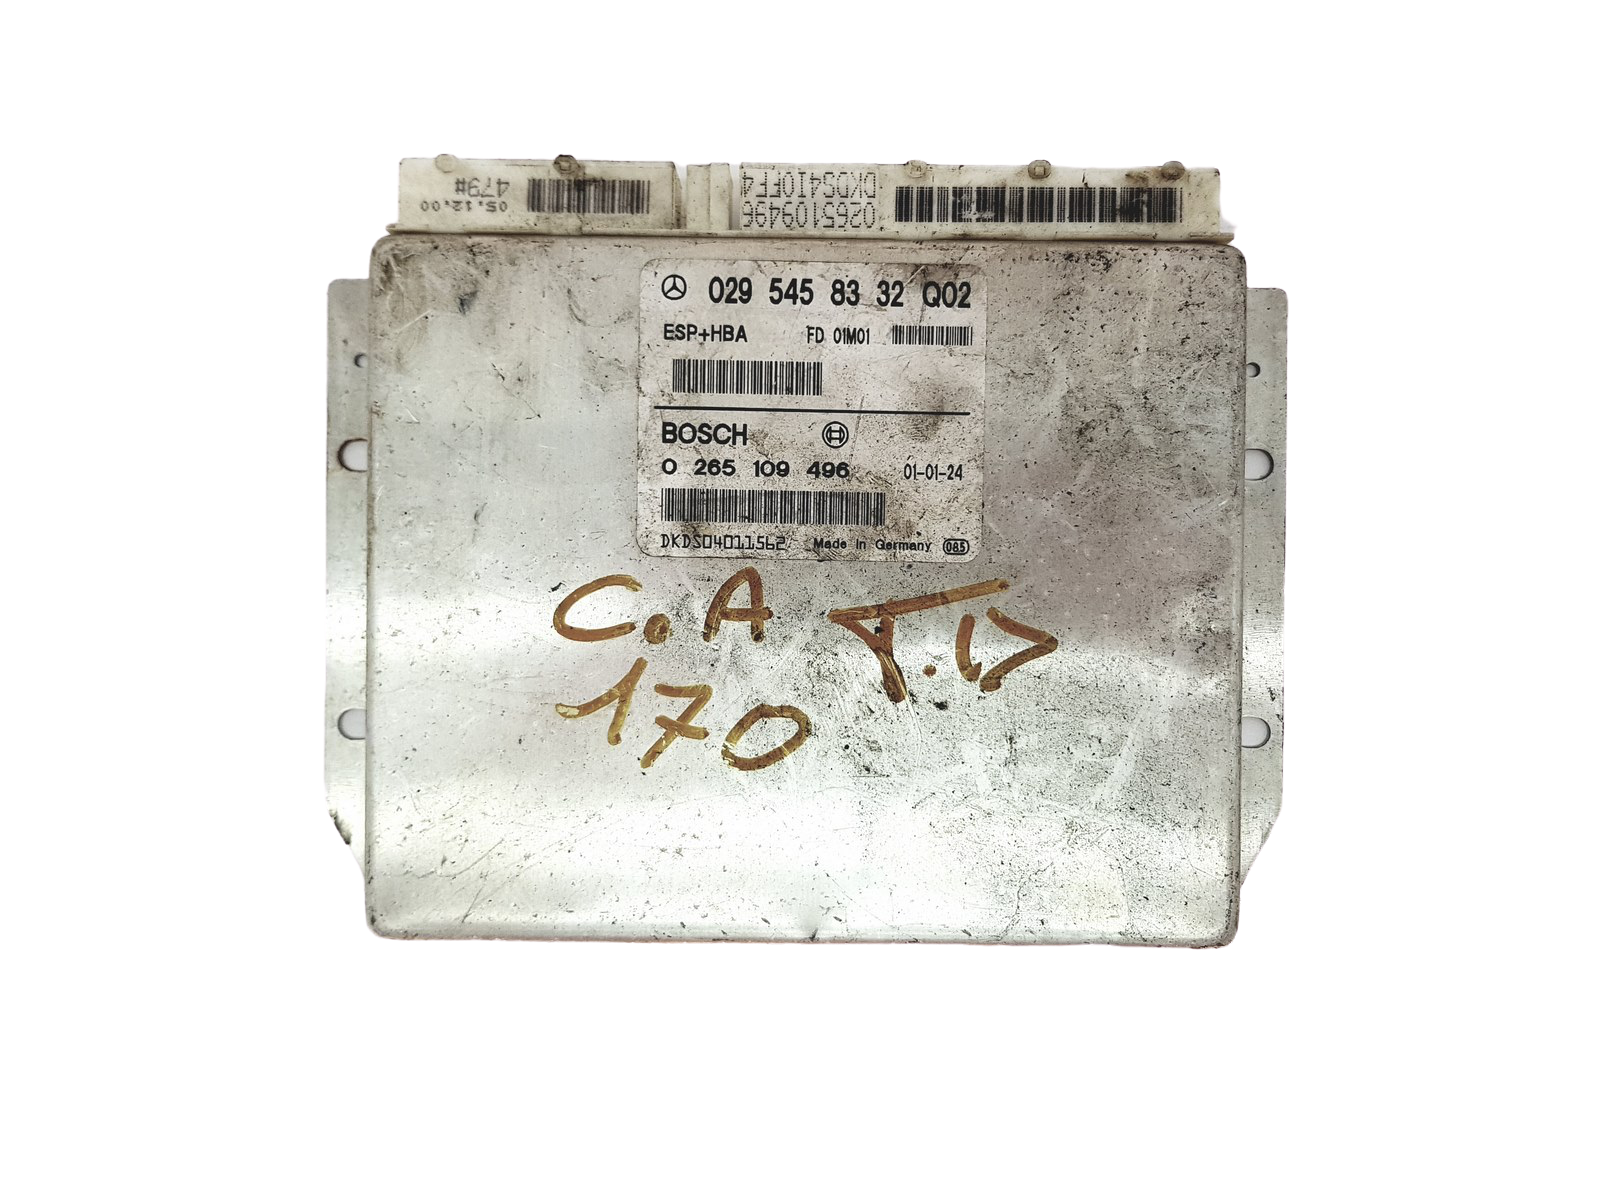 479#
05.12.00
DKDS4I0FF4
0265109496
029 545 83 32 Q02
ESP+HBA FD 01M01
BOSCH
0 265 109 496 01-01-24
DKDS04011562 Made in Germany 085
C.A T.D
170